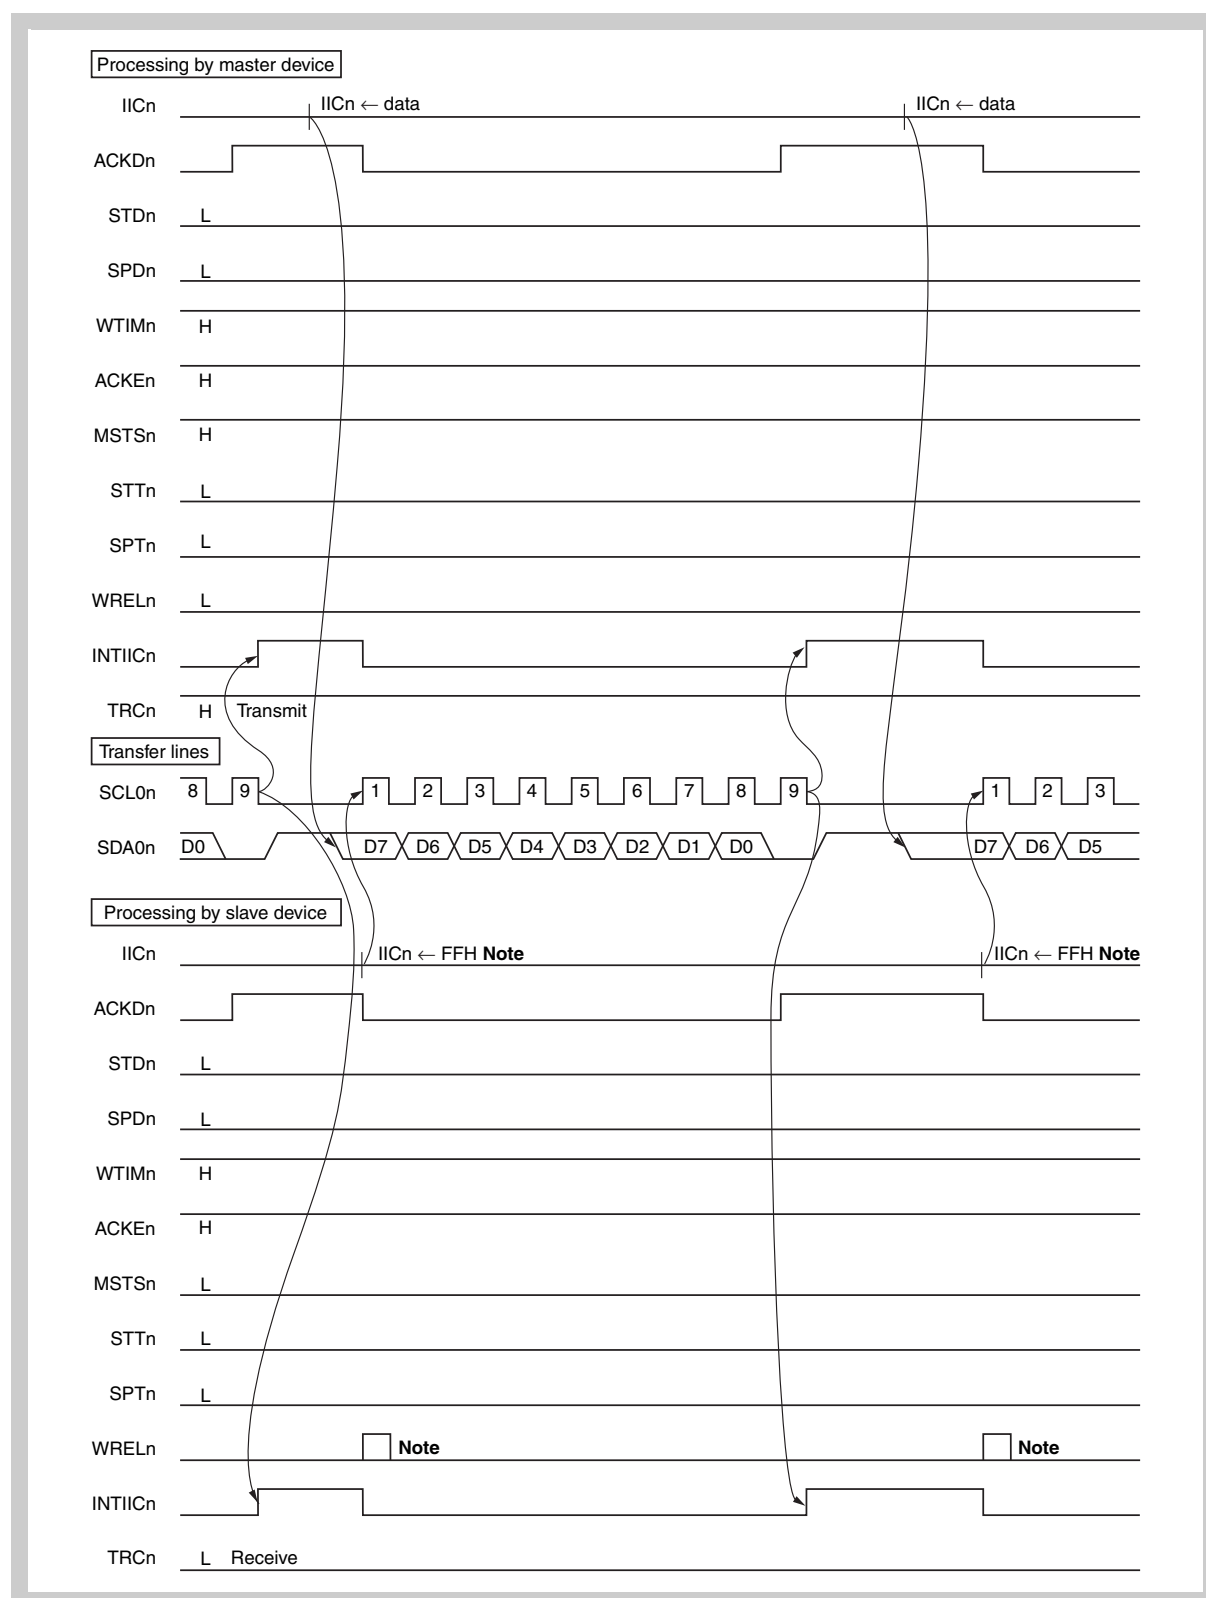 Processing by master device
IICn IICn ← data IICn ← data
ACKDn
STDn L
SPDn L
WTIMn H
ACKEn H
MSTSn H
STTn L
SPTn L
WRELn L
INTIICn
TRCn H Transmit
Transfer lines
SCL0n 8 9 1 2 3 4 5 6 7 8 9 1 2 3
SDA0n D0 D7 D6 D5 D4 D3 D2 D1 D0 D7 D6 D5
Processing by slave device
IICn IICn ← FFH Note IICn ← FFH Note
ACKDn
STDn L
SPDn L
WTIMn H
ACKEn H
MSTSn L
STTn L
SPTn L
WRELn Note Note
INTIICn
TRCn L Receive